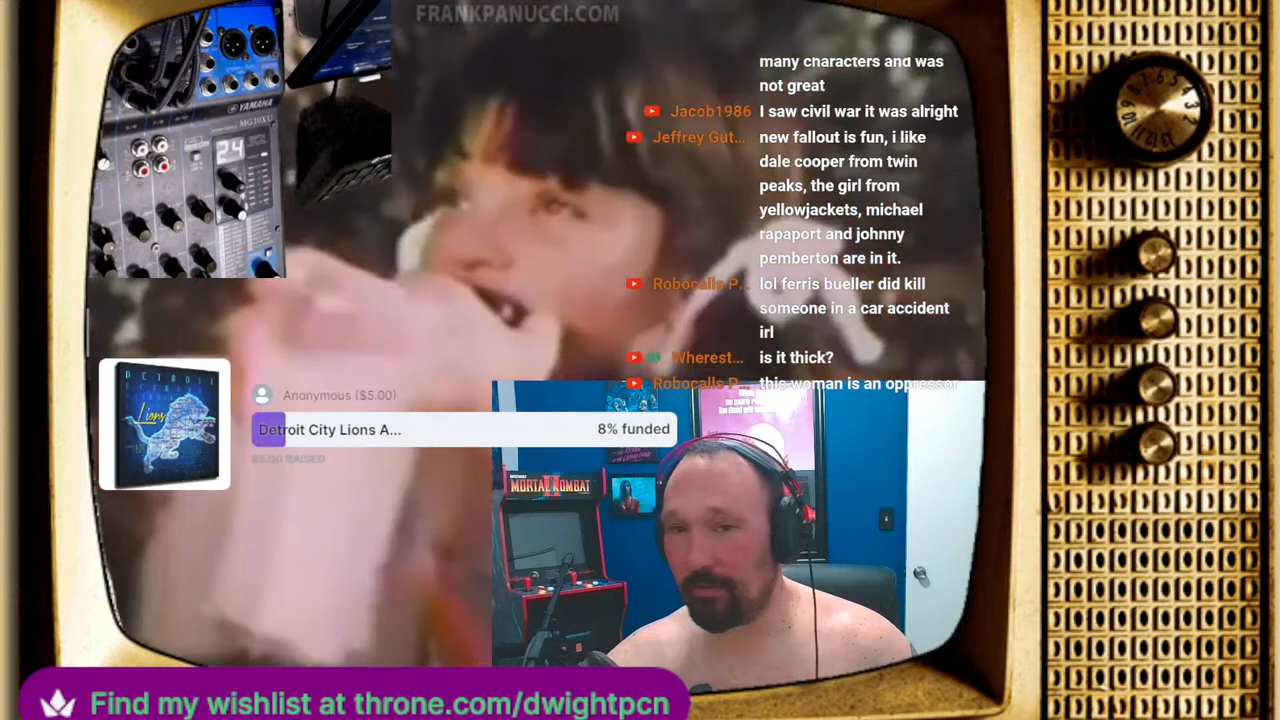 FRANKPANUCCI.COM
many characters and was
not great
Jacob1986 I saw civil war it was alright
Jeffrey Gut... new fallout is fun, i like
dale cooper from twin
peaks, the girl from
yellowjackets, michael
rapaport and johnny
pemberton are in it.
Robocalls P... lol ferris bueller did kill
someone in a car accident
irl
Wherest... is it thick?
Robocalls P... this woman is an oppressor
YAMAHA
MG10XU
24
DETROIT
Lions
Anonymous ($5.00)
Detroit City Lions A... 8% funded
$5.00 RAISED
MORTAL KOMBAT
Find my wishlist at throne.com/dwightpcn